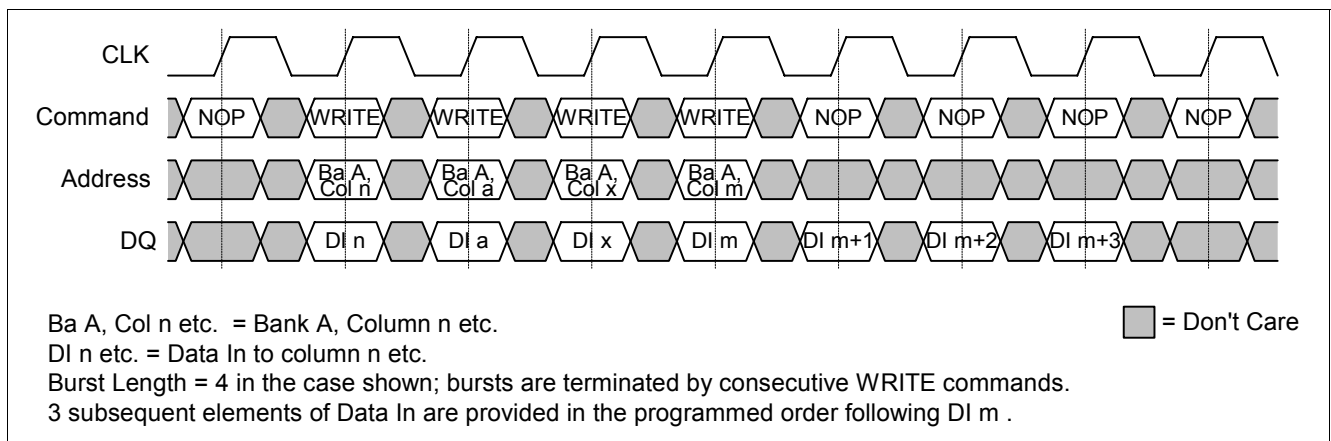 CLK
Command NOP WRITE WRITE WRITE WRITE NOP NOP NOP NOP
Address Ba A, Col n Ba A, Col a Ba A, Col x Ba A, Col m
DQ DI n DI a DI x DI m DI m+1 DI m+2 DI m+3
Ba A, Col n etc. = Bank A, Column n etc.
= Don't Care
DI n etc. = Data In to column n etc.
Burst Length = 4 in the case shown; bursts are terminated by consecutive WRITE commands.
3 subsequent elements of Data In are provided in the programmed order following DI m .